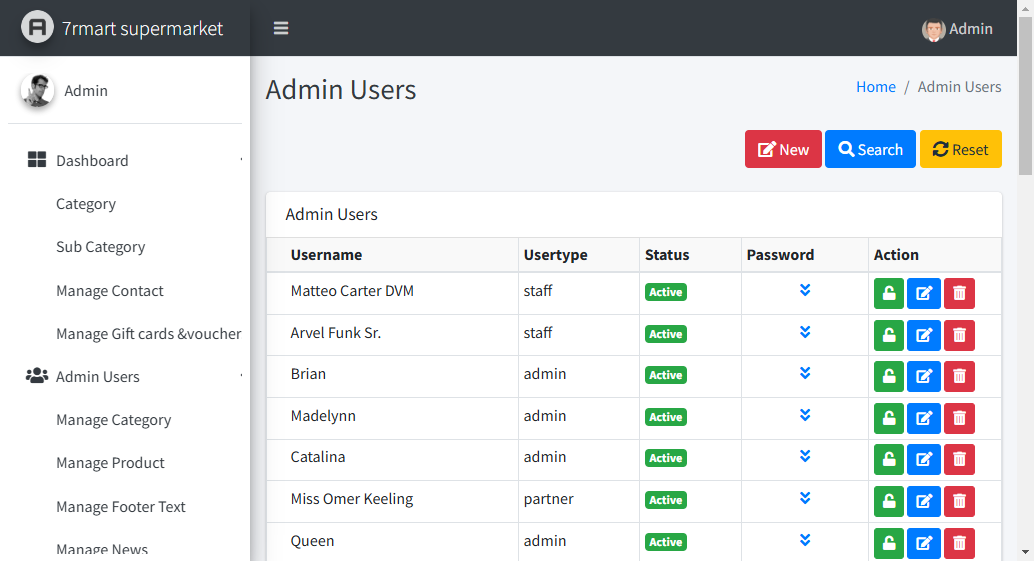 7rmart supermarket
Admin
Admin
Dashboard
Category
Sub Category
Manage Contact
Manage Gift cards &voucher
Admin Users
Manage Category
Manage Product
Manage Footer Text
Manage News
Admin Users
Home / Admin Users
New Search Reset
Admin Users
Username Usertype Status Password Action
Matteo Carter DVM staff Active
Arvel Funk Sr. staff Active
Brian admin Active
Madelynn admin Active
Catalina admin Active
Miss Omer Keeling partner Active
Queen admin Active